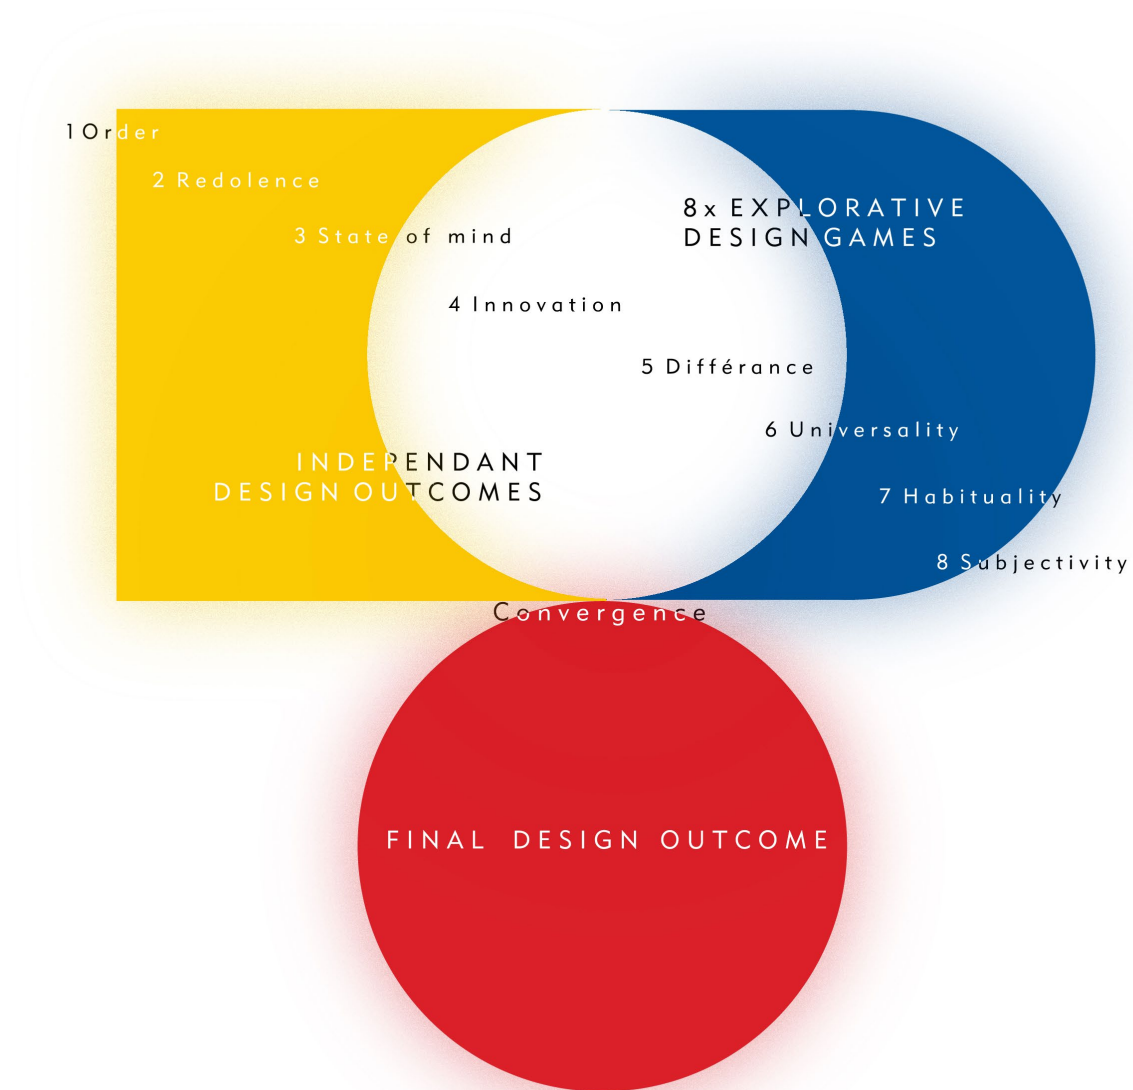 1 Order
2 Redolence
8x EXPLORATIVE
DESIGN GAMES
3 State of mind
4 Innovation
5 Différance
6 Universality
INDEPENDANT
DESIGN OUTCOMES
7 Habituality
8 Subjectivity
Convergence
FINAL DESIGN OUTCOME